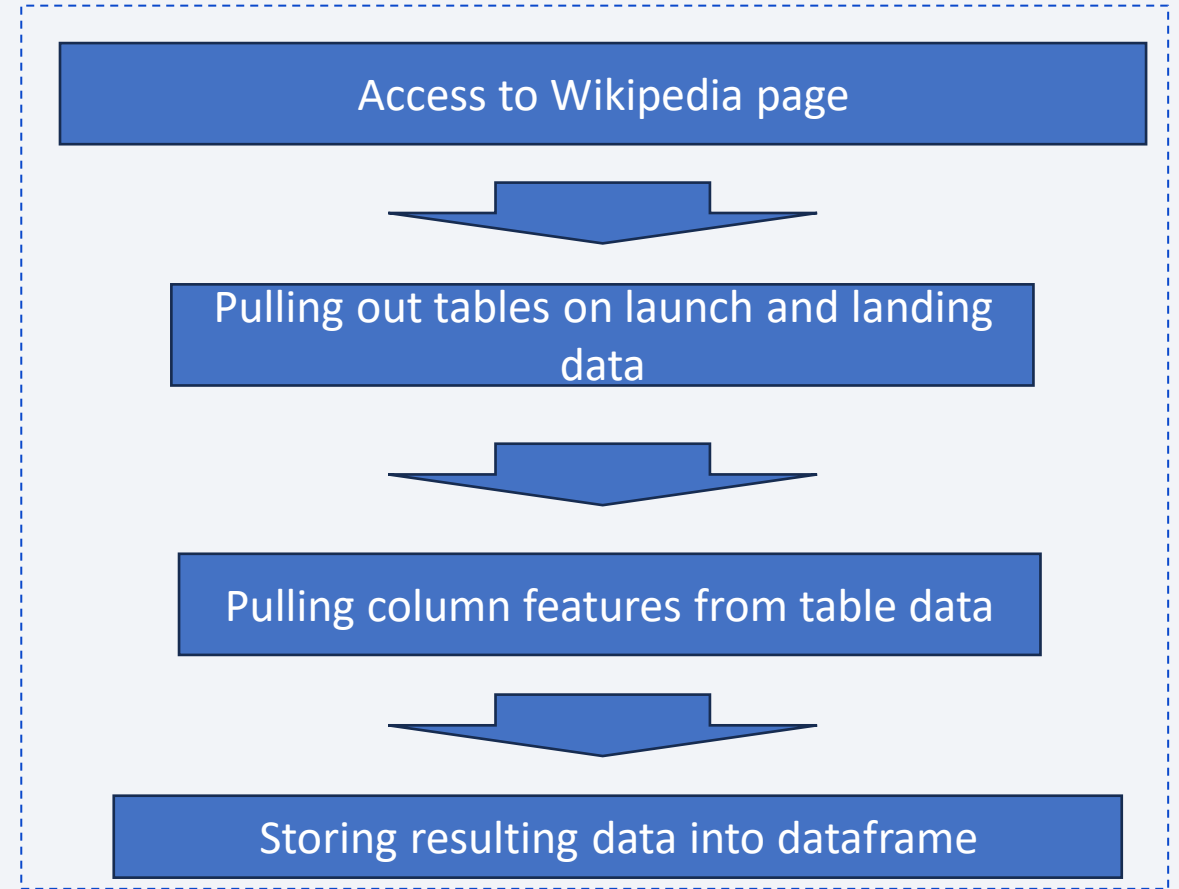 Access to Wikipedia page
Pulling out tables on launch and landing
data
Pulling column features from table data
Storing resulting data into dataframe